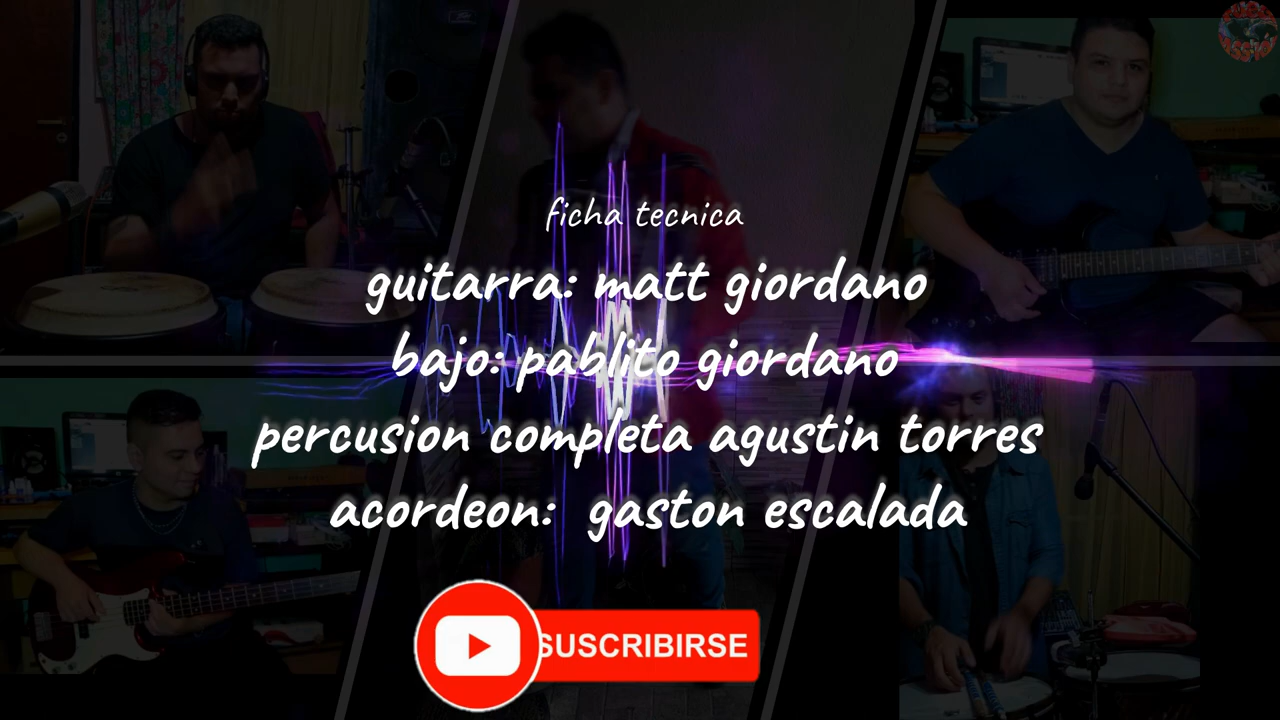 ficha tecnica
guitarra: matt giordano
bajo: pablito giordano
percusion completa agustin torres
acordeon: gaston escalada
SUSCRIBIRSE